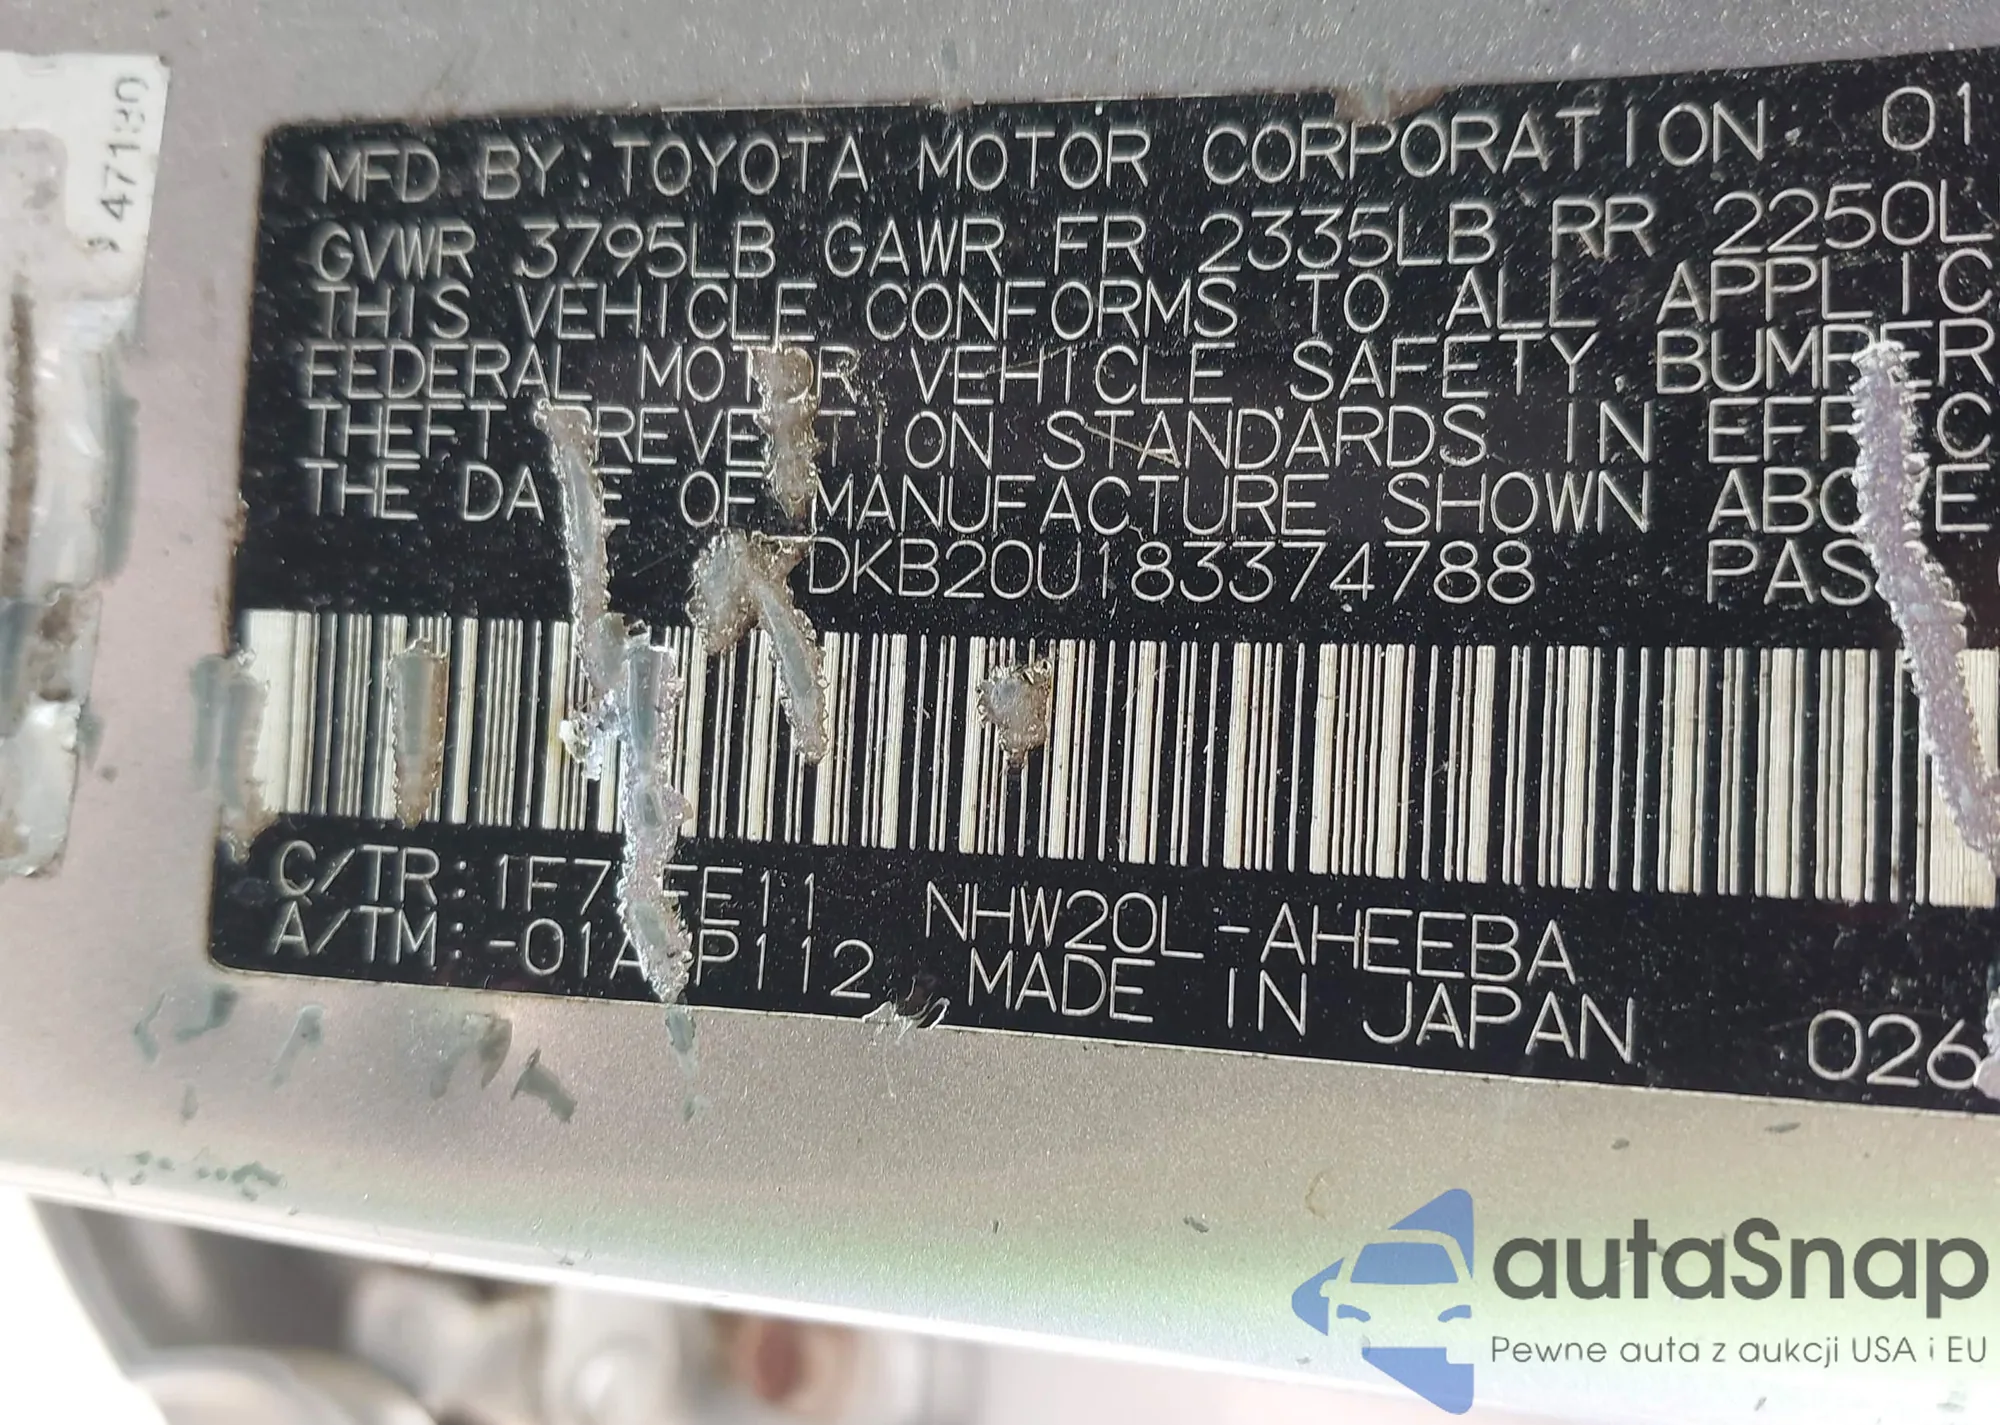 471380
MFD BY: TOYOTA MOTOR CORPORATION 01
GVWR 3795LB GAWR FR 2335LB RR 2250L
THIS VEHICLE CONFORMS TO ALL APPLIC
FEDERAL MOTOR VEHICLE SAFETY, BUMPER
THEFT PREVENTION STANDARDS IN EFFEC
THE DATE OF MANUFACTURE SHOWN ABOVE
DKB20U183374788 PAS
C/TR: 1F7 FE11 NHW20L-AHEEBA
A/TM: -01A P112 MADE IN JAPAN 026
autaSnap
Pewne auta z aukcji USA i EU